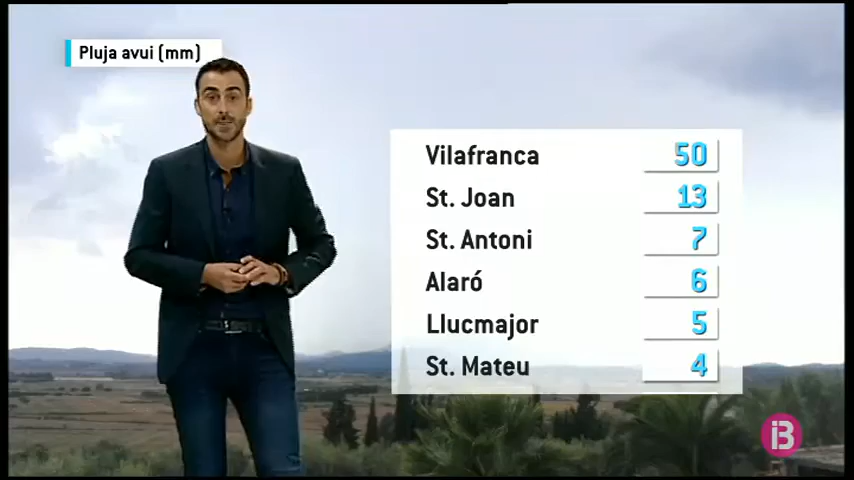 Pluja avui (mm)
Vilafranca 50
St. Joan 13
St. Antoni 7
Alaró 6
Llucmajor 5
St. Mateu 4
IB